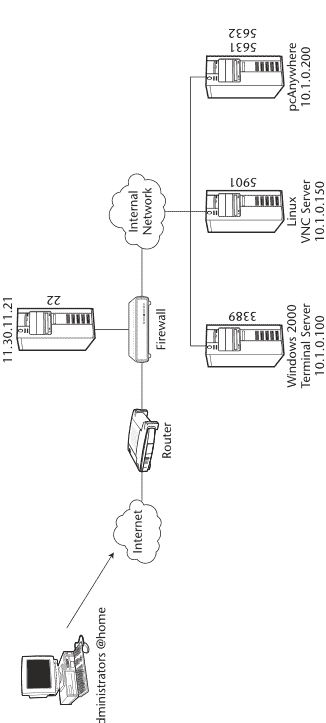 dministrators @home
Internet
Router
11.30.11.21
22
Firewall
Internal
Network
3389
Windows 2000
Terminal Server
10.1.0.100
5901
Linux
VNC Server
10.1.0.150
5632
5631
pcAnywhere
10.1.0.200